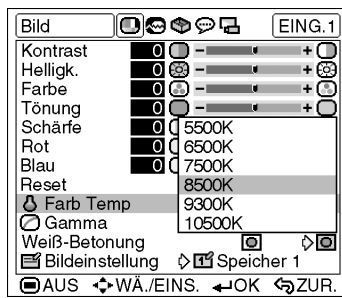 Bild EING.1
Kontrast 0 - +
Helligk. 0 - +
Farbe 0 - +
Tönung 0 - +
Schärfe 0 5500K
Rot 0 6500K
Blau 0 7500K
Reset 8500K
Farb Temp 9300K
Gamma 10500K
Weiß-Betonung
Bildeinstellung Speicher 1
AUS WÄ./EINS. OK ZUR.